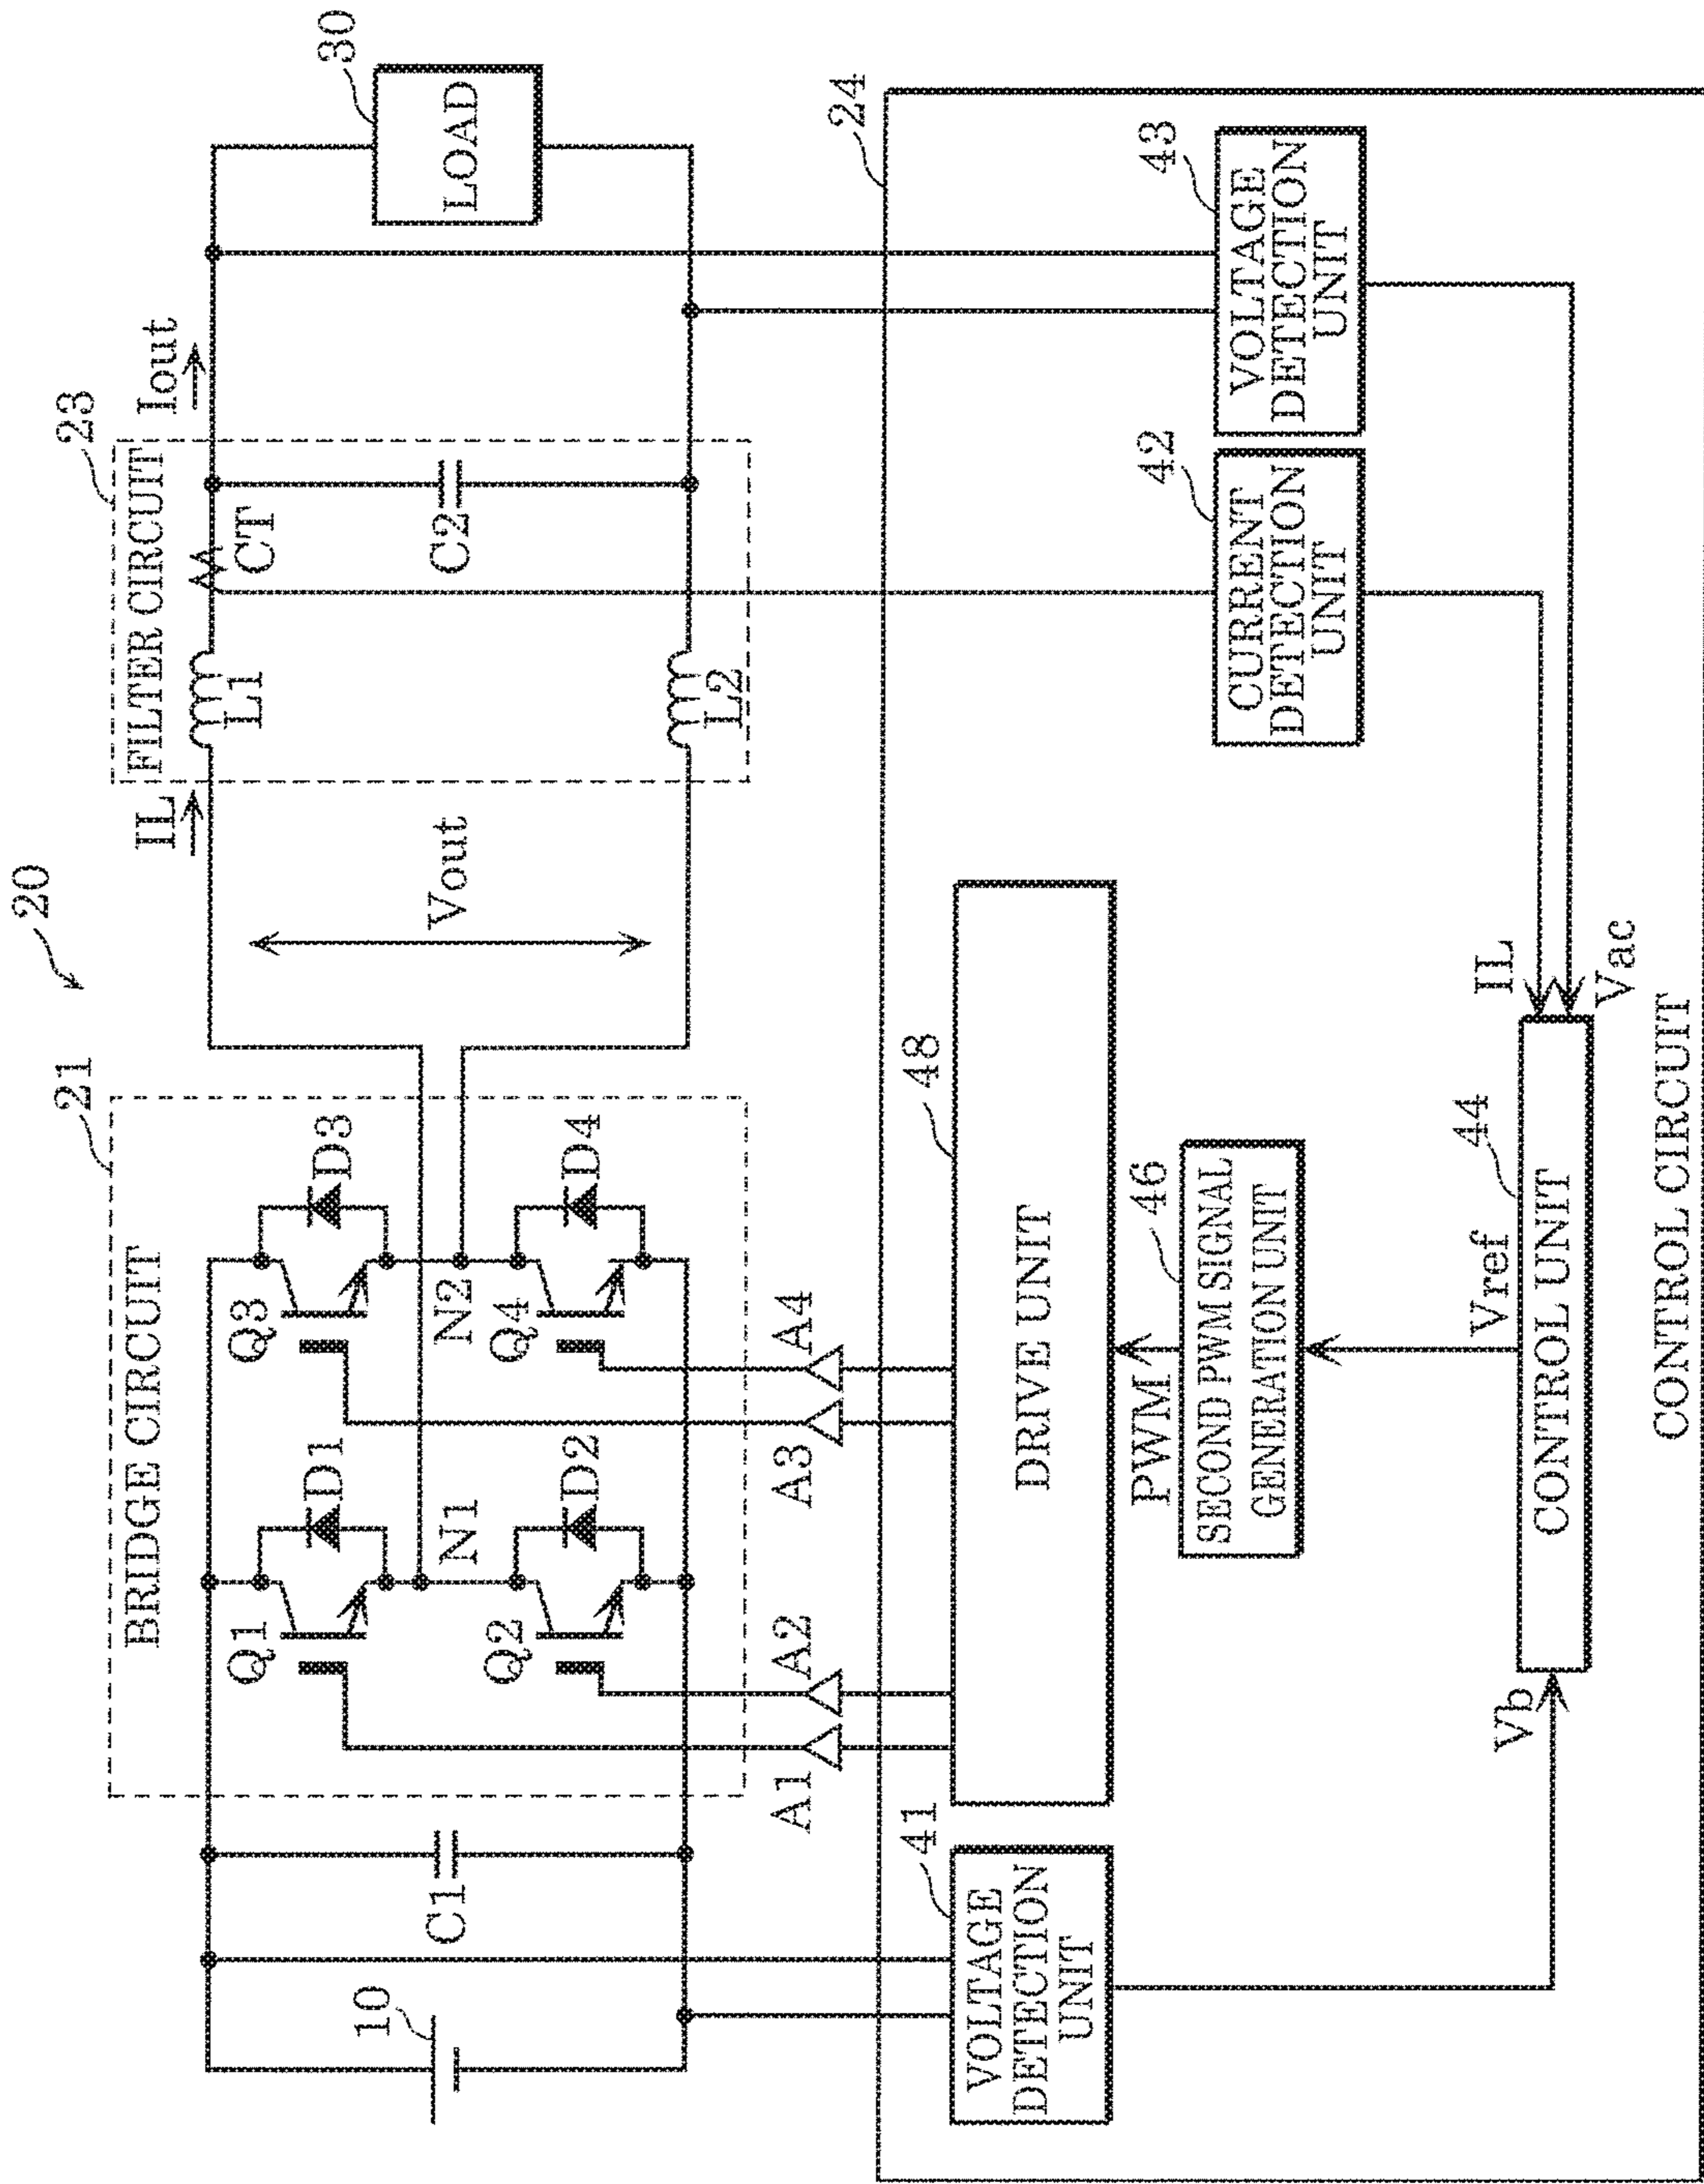 20
21
BRIDGE CIRCUIT
23
FILTER CIRCUIT
IL
Iout
30
LOAD
10
C1
Q1
D1
Q3
D3
N1
N2
Q2
D2
Q4
D4
Vout
L1
CT
C2
L2
A1
A2
A3
A4
24
41
VOLTAGE
DETECTION
UNIT
48
DRIVE UNIT
PWM
46
SECOND PWM SIGNAL
GENERATION UNIT
42
CURRENT
DETECTION
UNIT
43
VOLTAGE
DETECTION
UNIT
Vref
Vb
44
CONTROL UNIT
IL
Vac
CONTROL CIRCUIT